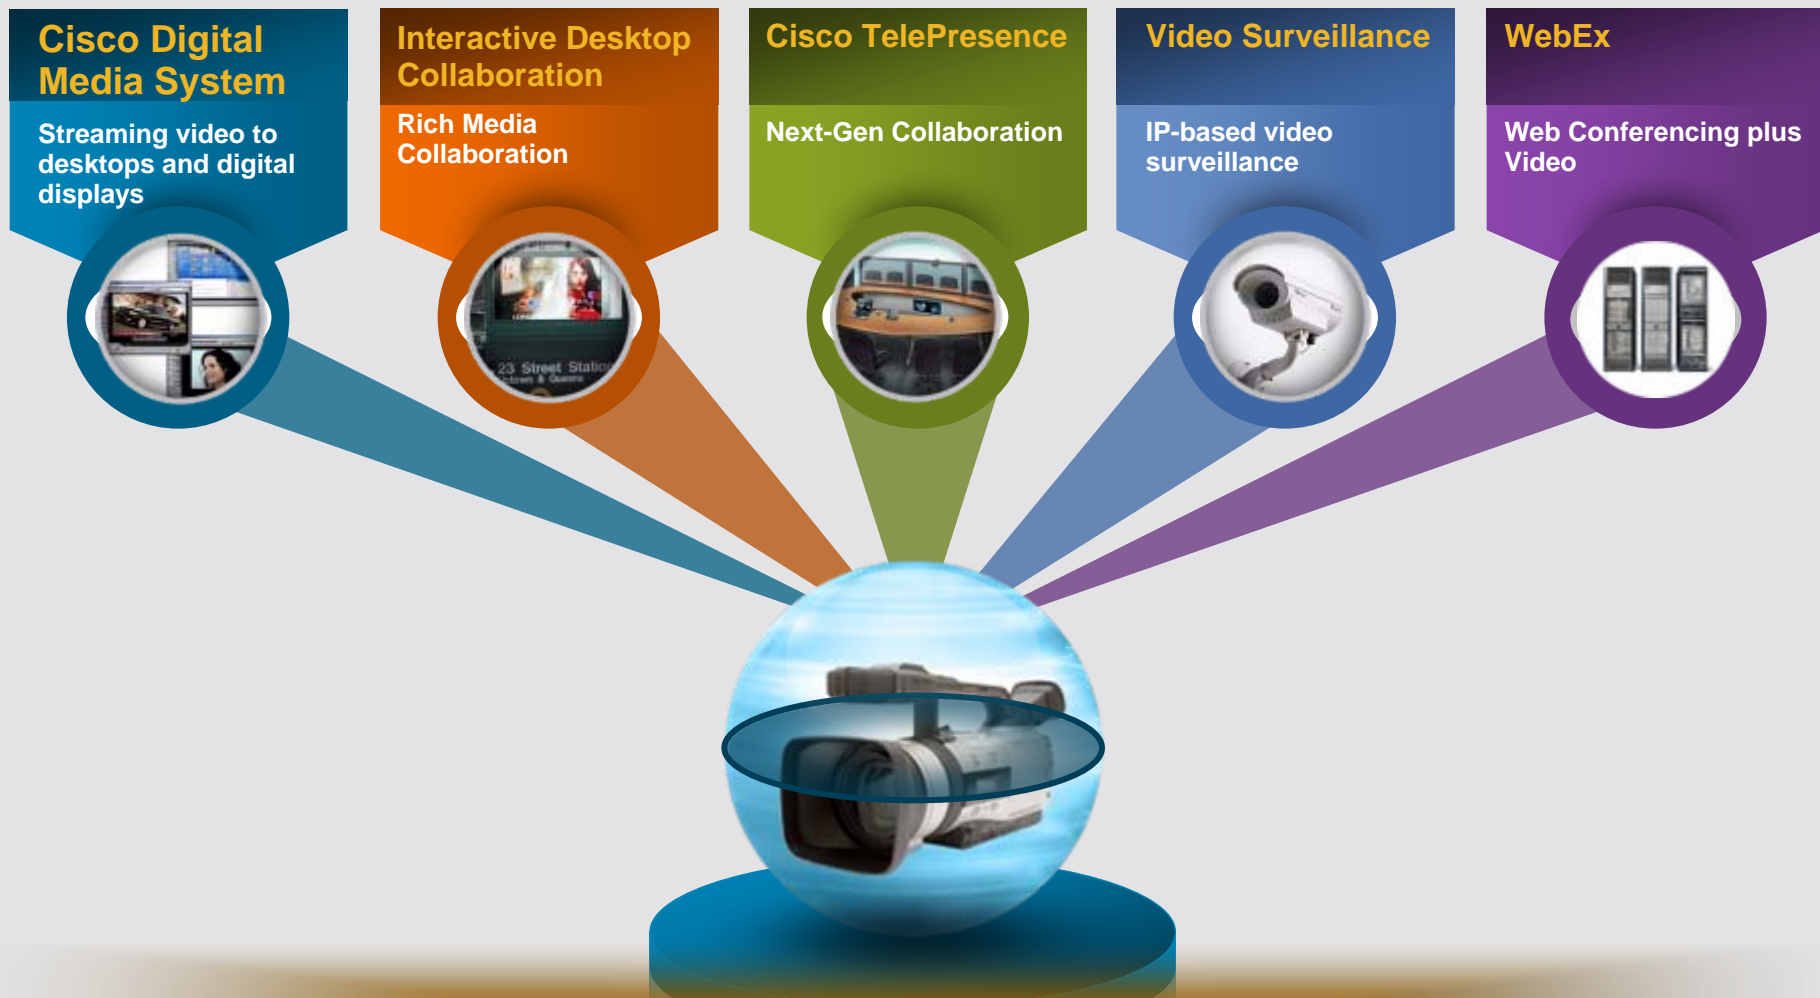 Cisco Digital
Media System
Streaming video to
desktops and digital
displays
Interactive Desktop
Collaboration
Rich Media
Collaboration
23 Street Station
& Queens
Cisco TelePresence
Next-Gen Collaboration
Video Surveillance
IP-based video
surveillance
WebEx
Web Conferencing plus
Video